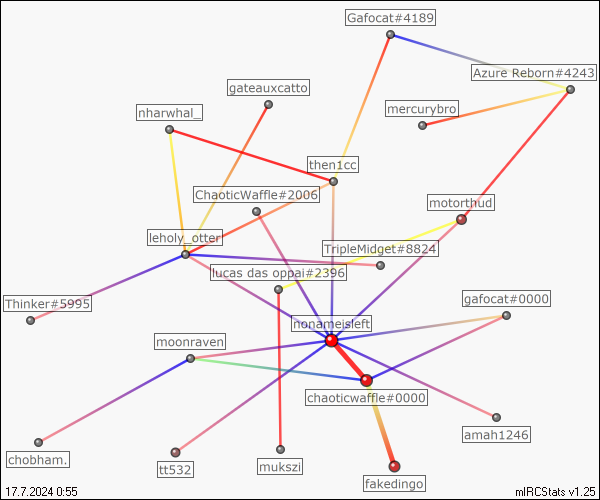 Gafocat#4189
Azure Reborn#4243
gateauxcatto
nharwhal_
mercurybro
then1cc
ChaoticWaffle#2006
motorthud
leholy_otter
TripleMidget#8824
lucas das oppai#2396
Thinker#5995
gafocat#0000
nonameisleft
moonraven
chaoticwaffle#0000
amah1246
chobham.
tt532
mukszi
fakedingo
17.7.2024 0:55
mIRCStats v1.25